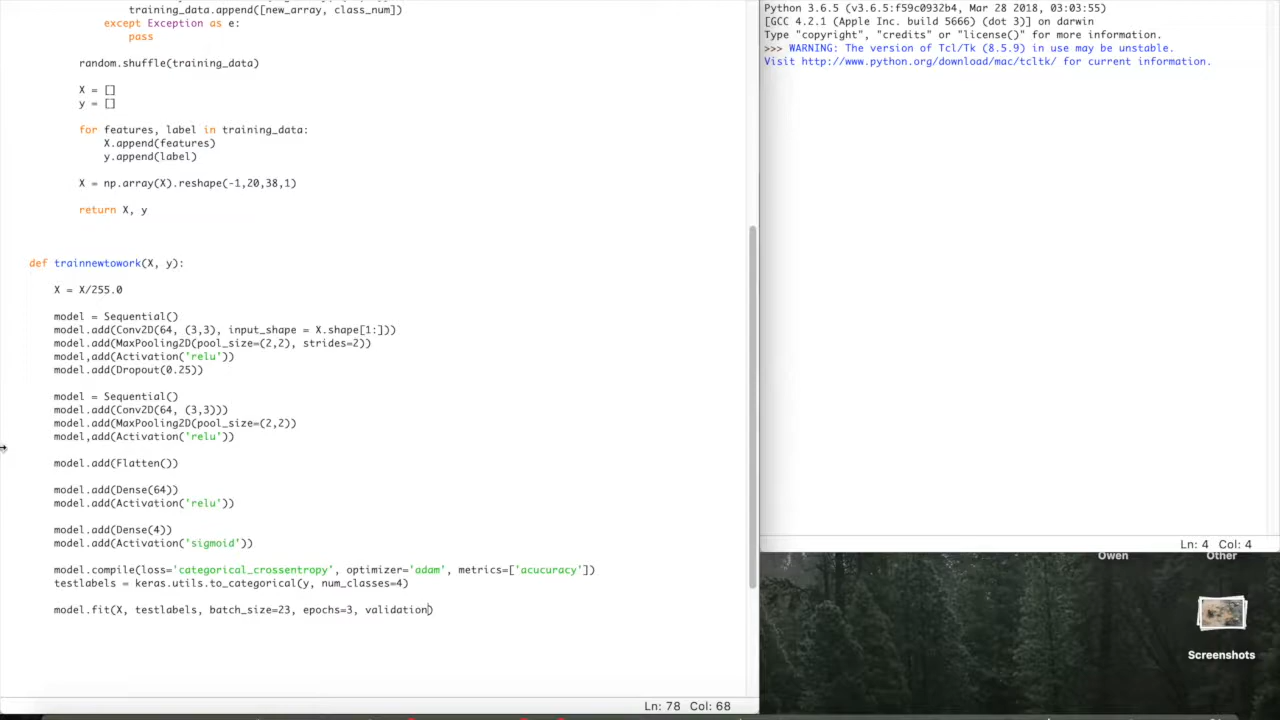 training_data.append([new_array, class_num])
except Exception as e:
pass
random.shuffle(training_data)
X = []
y = []
for features, label in training_data:
X.append(features)
y.append(label)
X = np.array(X).reshape(-1,20,38,1)
return X, y
def trainnewtowork(X, y):
X = X/255.0
model = Sequential()
model.add(Conv2D(64, (3,3), input_shape = X.shape[1:]))
model.add(MaxPooling2D(pool_size=(2,2), strides=2))
model,add(Activation('relu'))
model.add(Dropout(0.25))
model = Sequential()
model.add(Conv2D(64, (3,3)))
model.add(MaxPooling2D(pool_size=(2,2))
model,add(Activation('relu'))
model.add(Flatten())
model.add(Dense(64))
model.add(Activation('relu'))
model.add(Dense(4))
model.add(Activation('sigmoid'))
model.compile(loss='categorical_crossentropy', optimizer='adam', metrics=['acucuracy'])
testlabels = keras.utils.to_categorical(y, num_classes=4)
model.fit(X, testlabels, batch_size=23, epochs=3, validation)
Ln: 78 Col: 68
Python 3.6.5 (v3.6.5:f59c0932b4, Mar 28 2018, 03:03:55)
[GCC 4.2.1 (Apple Inc. build 5666) (dot 3)] on darwin
Type "copyright", "credits" or "license()" for more information.
>>> WARNING: The version of Tcl/Tk (8.5.9) in use may be unstable.
Visit http://www.python.org/download/mac/tcltk/ for current information.
Ln: 4 Col: 4
Owen
Other
Screenshots